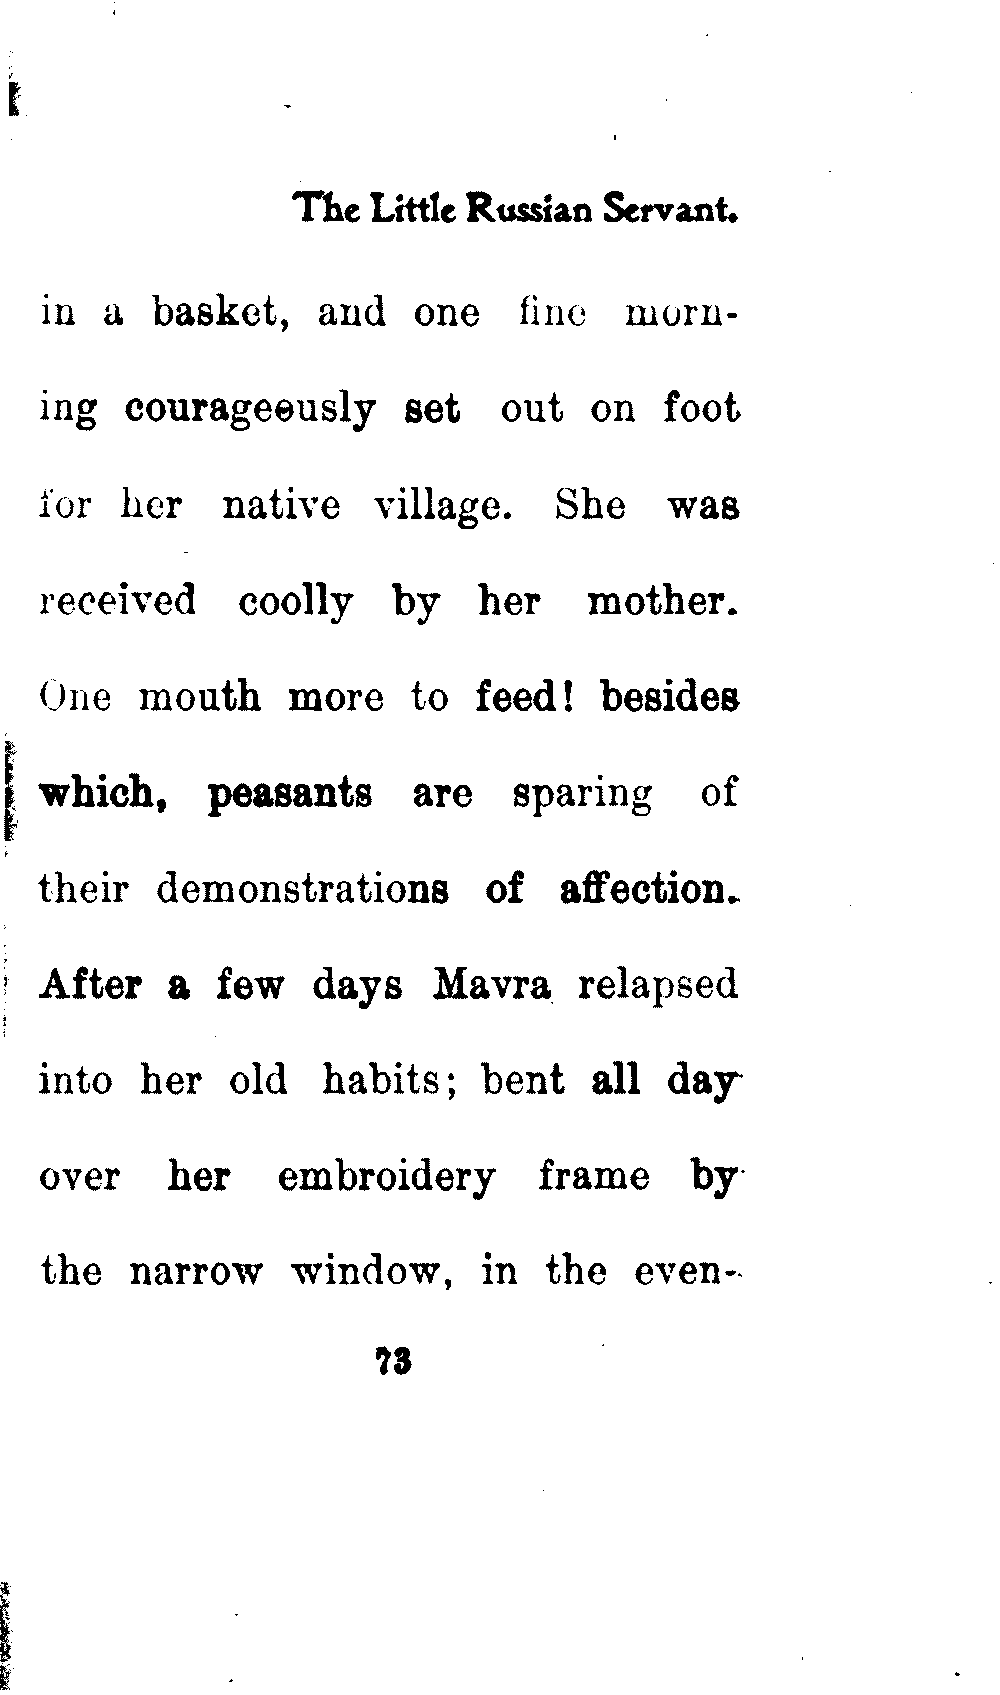 The Little Russian Servant.
in a basket, and one fine morn-
ing courageously set out on foot
for her native village. She was
received coolly by her mother.
One mouth more to feed! besides
which, peasants are sparing of
their demonstrations of affection.
After a few days Mavra relapsed
into her old habits; bent all day
over her embroidery frame by
the narrow window, in the even-
73